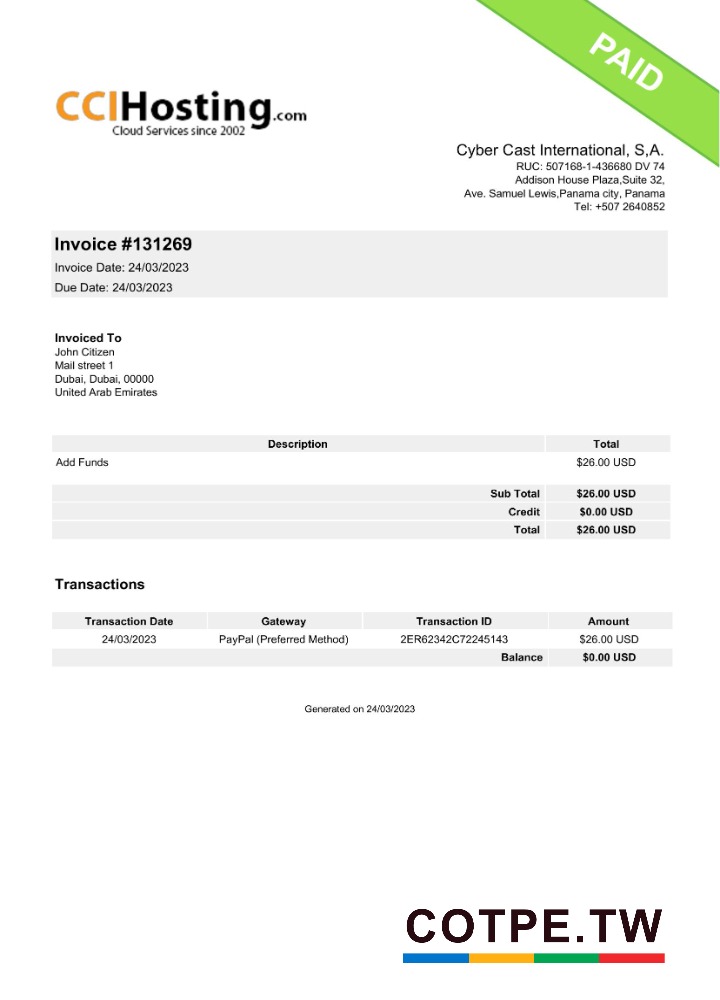 PAID
CCIHosting.com
Cloud Services since 2002
Cyber Cast International, S,A.
RUC: 507168-1-436680 DV 74
Addison House Plaza,Suite 32,
Ave. Samuel Lewis,Panama city, Panama
Tel: +507 2640852
Invoice #131269
Invoice Date: 24/03/2023
Due Date: 24/03/2023
Invoiced To
John Citizen
Mail street 1
Dubai, Dubai, 00000
United Arab Emirates
Description Total
Add Funds $26.00 USD
Sub Total $26.00 USD
Credit $0.00 USD
Total $26.00 USD
Transactions
Transaction Date Gateway Transaction ID Amount
24/03/2023 PayPal (Preferred Method) 2ER62342C72245143 $26.00 USD
Balance $0.00 USD
Generated on 24/03/2023
COTPE.TW